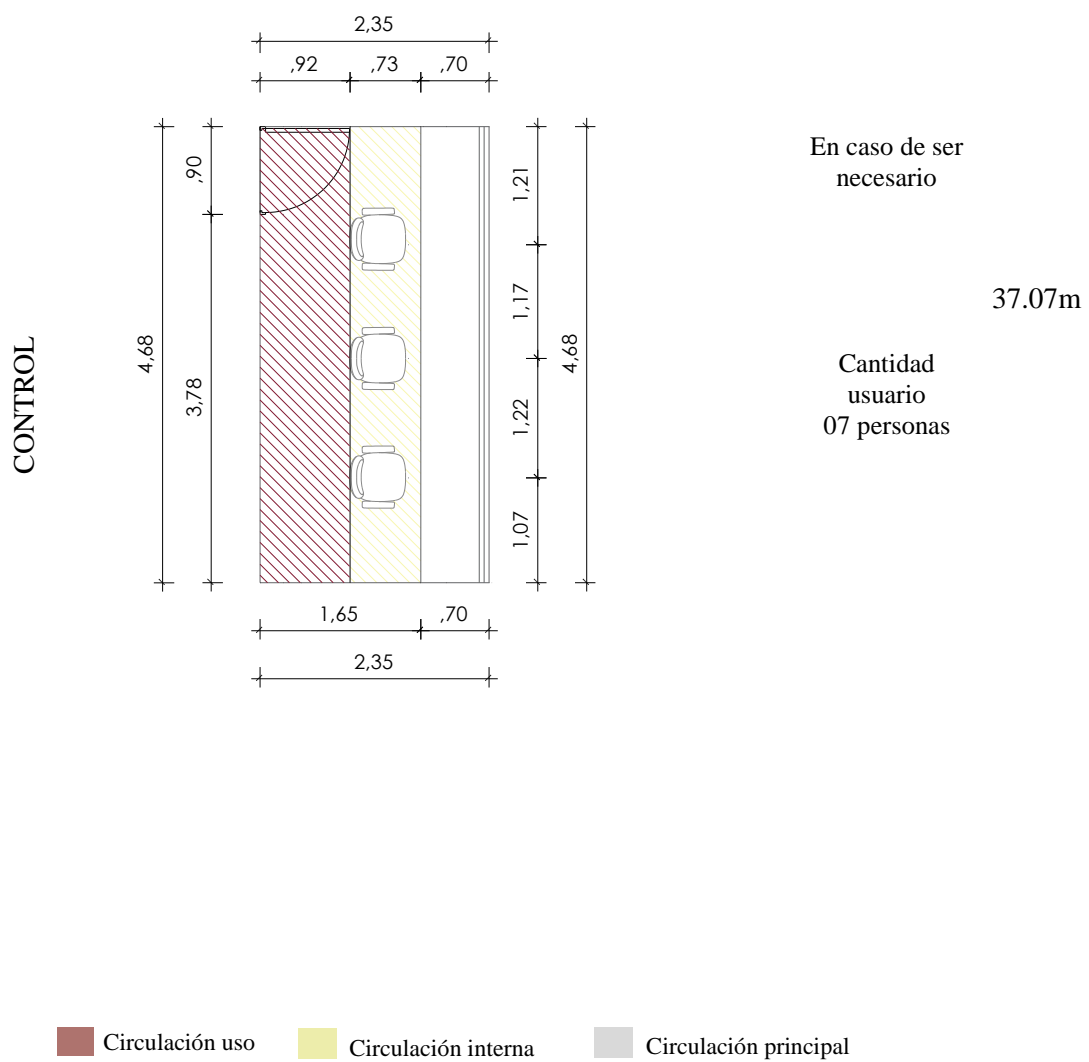 2,35
,92
,73
,70
En caso de ser
necesario
,90
1,21
37.07m
1,17
4,68
4,68
CONTROL
Cantidad
usuario
07 personas
3,78
1,22
1,07
1,65
,70
2,35
Circulación uso
Circulación interna
Circulación principal